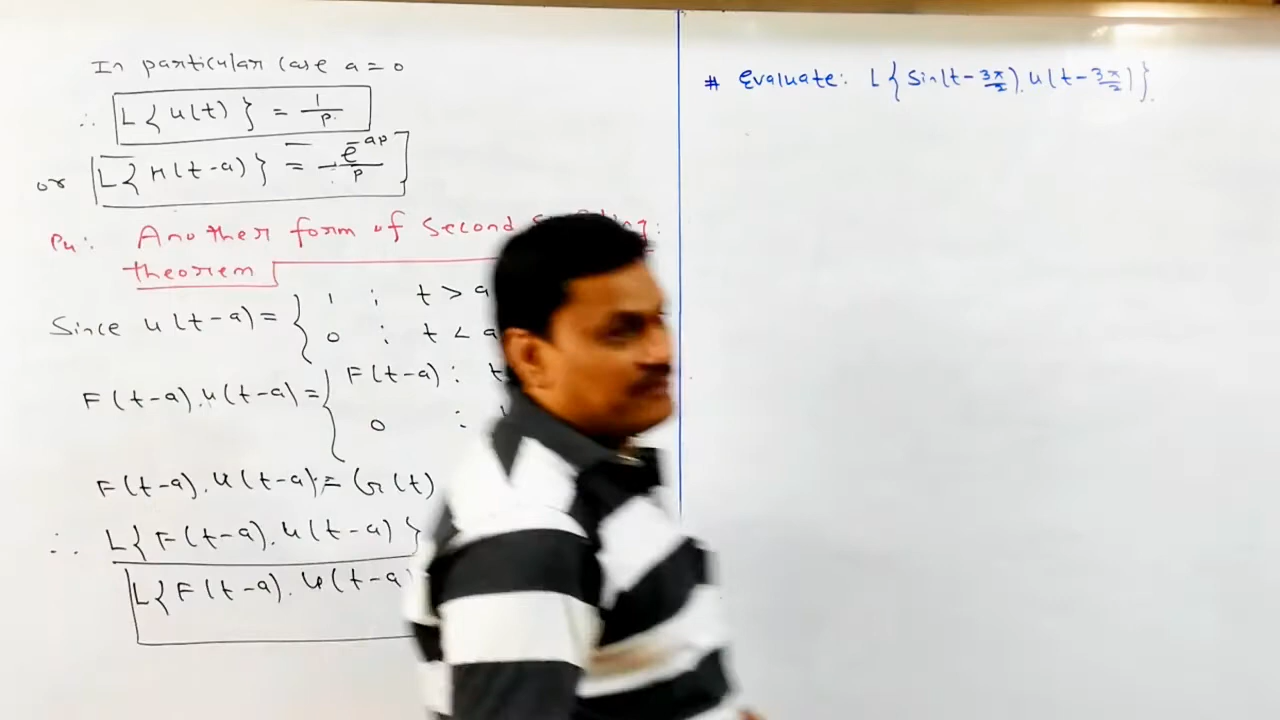 In particular case a = 0
∴ L{u(t)} = 1/p
or L{H(t-a)} = e^-ap/p
Another form of Second
theorem
Since u(t-a) = { 1 ; t > a
0 ; t < a
F(t-a).u(t-a) = { F(t-a) : t
0 :
F(t-a).u(t-a) = G(t)
∴ L{F(t-a).u(t-a)}
L{F(t-a).u(t-a)
# Evaluate: L{Sin(t-3π/2).u(t-3π/2)}.